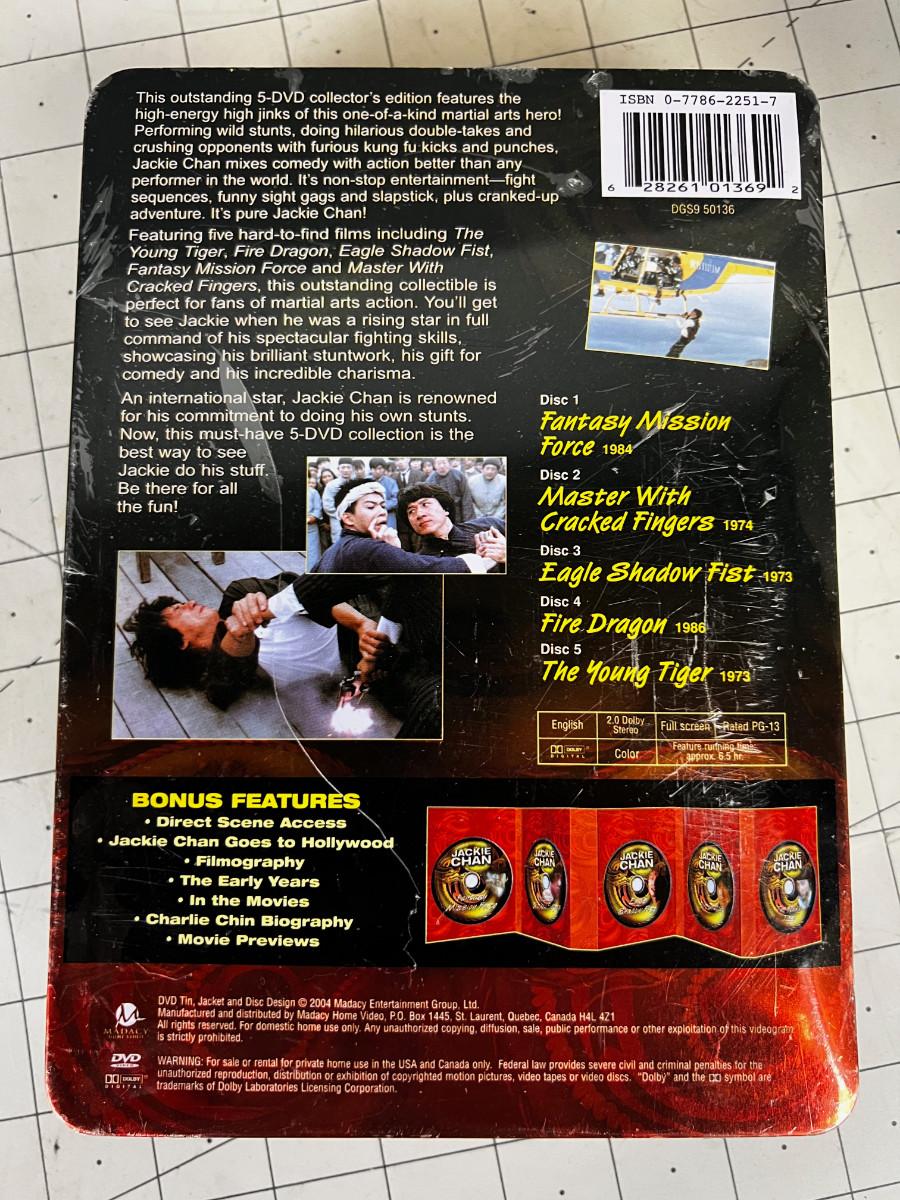 This outstanding 5-DVD collector's edition features the
high-energy high jinks of this one-of-a-kind martial arts hero!
Performing wild stunts, doing hilarious double-takes and
crushing opponents with furious kung fu kicks and punches,
Jackie Chan mixes comedy with action better than any
performer in the world. It's non-stop entertainment—fight
sequences, funny sight gags and slapstick, plus cranked-up
adventure. It's pure Jackie Chan!
Featuring five hard-to-find films including The
Young Tiger, Fire Dragon, Eagle Shadow Fist,
Fantasy Mission Force and Master With
Cracked Fingers, this outstanding collectible is
perfect for fans of martial arts action. You'll get
to see Jackie when he was a rising star in full
command of his spectacular fighting skills,
showcasing his brilliant stuntwork, his gift for
comedy and his incredible charisma.
An international star, Jackie Chan is renowned
for his commitment to doing his own stunts.
Now, this must-have 5-DVD collection is the
best way to see
Jackie do his stuff.
Be there for all
the fun!
ISBN 0-7786-2251-7
6 28261 01369 2
DGS9 50136
Disc 1
Fantasy Mission
Force 1984
Disc 2
Master With
Cracked Fingers 1974
Disc 3
Eagle Shadow Fist 1973
Disc 4
Fire Dragon 1986
Disc 5
The Young Tiger 1973
English
2.0 Dolby
Stereo
Full screen
Rated PG-13
DOLBY
DIGITAL
Color
Feature running time:
approx. 6.5 hr.
BONUS FEATURES
• Direct Scene Access
• Jackie Chan Goes to Hollywood
• Filmography
• The Early Years
• In the Movies
• Charlie Chin Biography
• Movie Previews
JACKIE
CHAN
JACKIE
CHAN
JACKIE
CHAN
JACKIE
CHAN
JACKIE
CHAN
MADACY
HOME VIDEO
DVD
VIDEO
DOLBY
DIGITAL
DVD Tin, Jacket and Disc Design © 2004 Madacy Entertainment Group, Ltd.
Manufactured and distributed by Madacy Home Video, P.O. Box 1445, St. Laurent, Quebec, Canada H4L 4Z1
All rights reserved. For domestic home use only. Any unauthorized copying, diffusion, sale, public performance or other exploitation of this videogram
is strictly prohibited.
WARNING: For sale or rental for private home use in the USA and Canada only. Federal law provides severe civil and criminal penalties for the
unauthorized reproduction, distribution or exhibition of copyrighted motion pictures, video tapes or video discs. "Dolby" and the symbol are
trademarks of Dolby Laboratories Licensing Corporation.